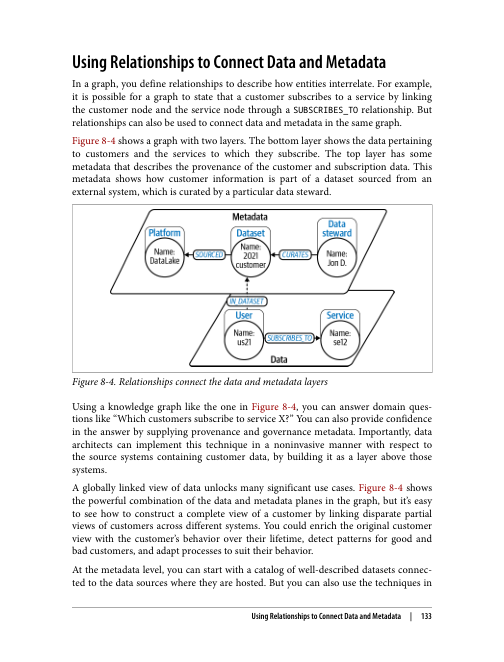 Using Relationships to Connect Data and Metadata
In a graph, you define relationships to describe how entities interrelate. For example,
it is possible for a graph to state that a customer subscribes to a service by linking
the customer node and the service node through a SUBSCRIBES_TO relationship. But
relationships can also be used to connect data and metadata in the same graph.
Figure 8-4 shows a graph with two layers. The bottom layer shows the data pertaining
to customers and the services to which they subscribe. The top layer has some
metadata that describes the provenance of the customer and subscription data. This
metadata shows how customer information is part of a dataset sourced from an
external system, which is curated by a particular data steward.
Metadata
Platform
Name:
DataLake
SOURCED
Dataset
Name:
2021
customer
CURATES
Data
steward
Name:
Jon D.
IN_DATASET
User
Name:
us21
SUBSCRIBES_TO
Service
Name:
se12
Data
Figure 8-4. Relationships connect the data and metadata layers
Using a knowledge graph like the one in Figure 8-4, you can answer domain ques-
tions like “Which customers subscribe to service X?” You can also provide confidence
in the answer by supplying provenance and governance metadata. Importantly, data
architects can implement this technique in a noninvasive manner with respect to
the source systems containing customer data, by building it as a layer above those
systems.
A globally linked view of data unlocks many significant use cases. Figure 8-4 shows
the powerful combination of the data and metadata planes in the graph, but it’s easy
to see how to construct a complete view of a customer by linking disparate partial
views of customers across different systems. You could enrich the original customer
view with the customer’s behavior over their lifetime, detect patterns for good and
bad customers, and adapt processes to suit their behavior.
At the metadata level, you can start with a catalog of well-described datasets connec-
ted to the data sources where they are hosted. But you can also use the techniques in
Using Relationships to Connect Data and Metadata | 133